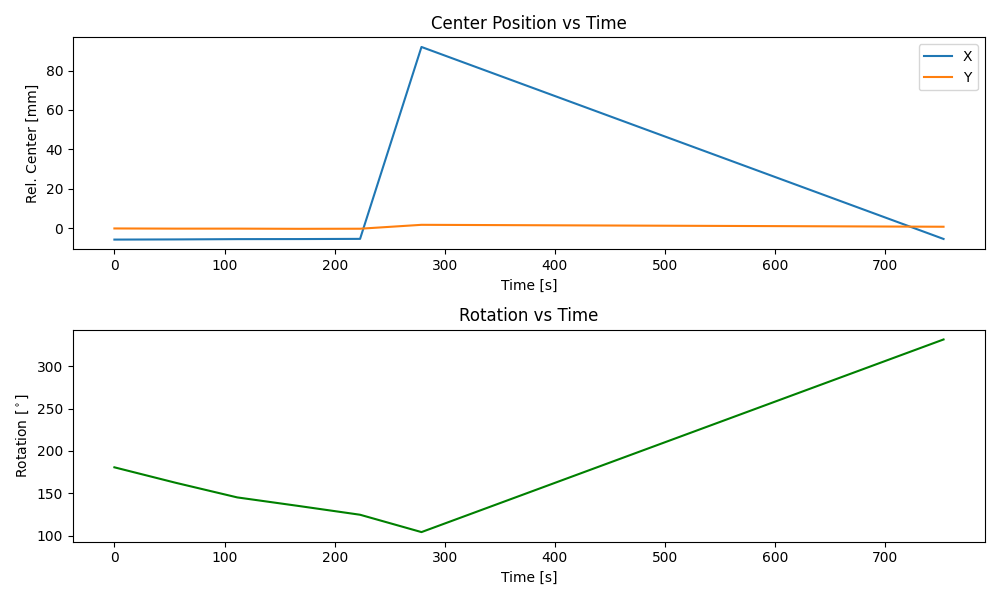 Center Position vs Time
Rel. Center [mm]
80
60
40
20
0
X
Y
0 100 200 300 400 500 600 700
Time [s]
Rotation vs Time
Rotation [°]
300
250
200
150
100
0 100 200 300 400 500 600 700
Time [s]